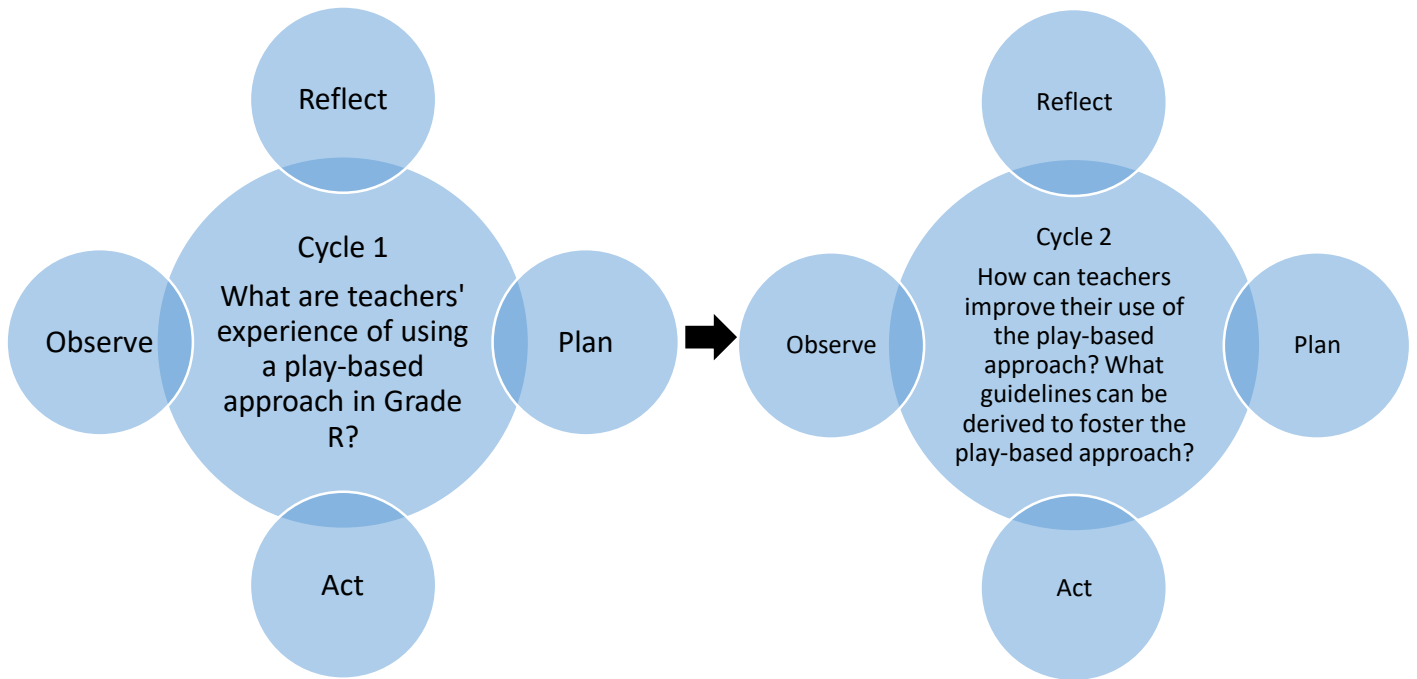 Reflect
Cycle 1
What are teachers'
experience of using
a play-based
approach in Grade
R?
Observe
Plan
Act
Reflect
Cycle 2
How can teachers
improve their use of
the play-based
approach? What
guidelines can be
derived to foster the
play-based approach?
Observe
Plan
Act